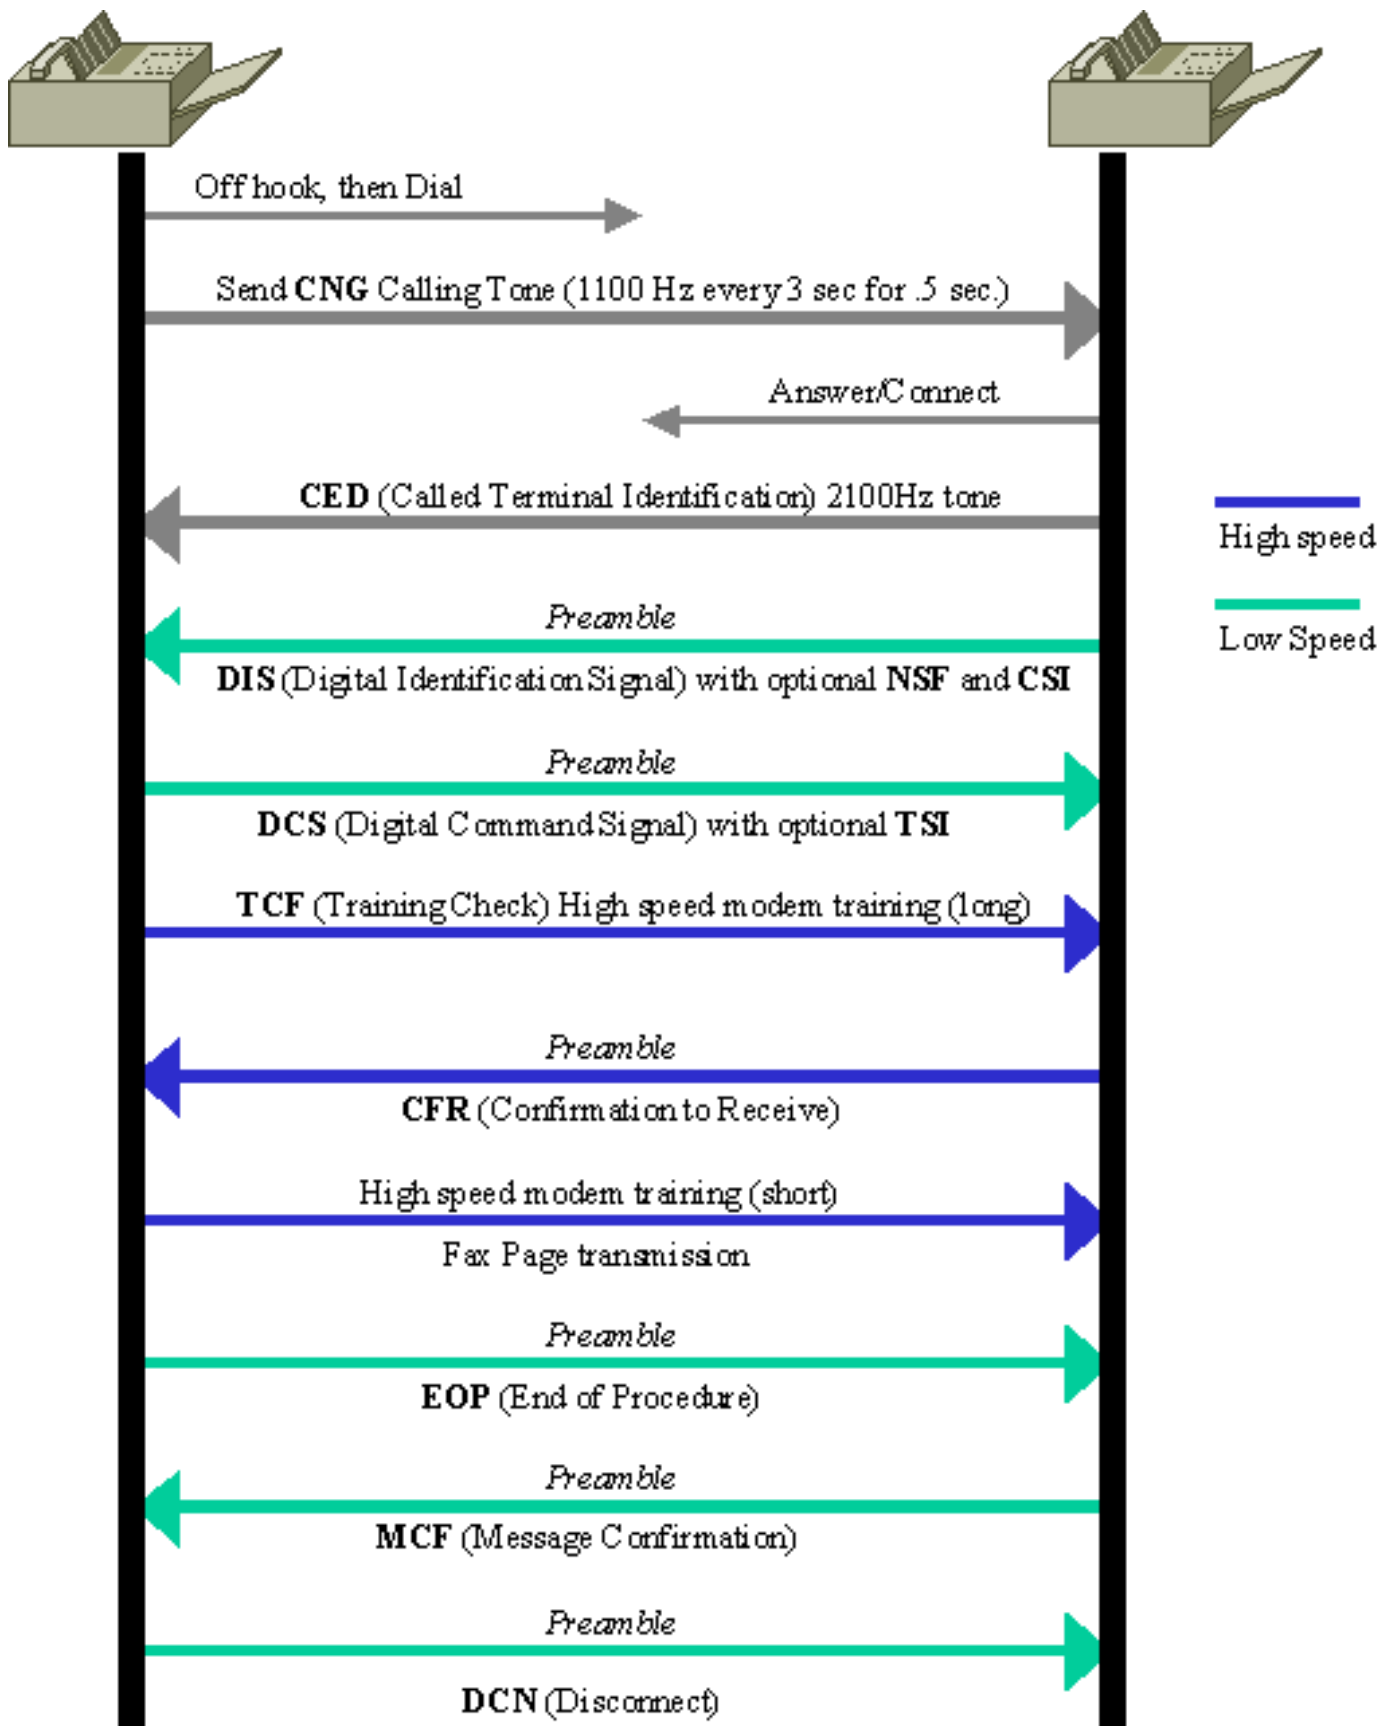 Off hook, then Dial
Send CNG Calling Tone (1100 Hz every 3 sec for .5 sec.)
Answer/Connect
CED (Called Terminal Identification) 2100Hz tone
High speed
Low Speed
Preamble
DIS (Digital Identification Signal) with optional NSF and CSI
Preamble
DCS (Digital Command Signal) with optional TSI
TCF (Training Check) High speed modem training (long)
Preamble
CFR (Confirmation to Receive)
High speed modem training (short)
Fax Page transmission
Preamble
EOP (End of Procedure)
Preamble
MCF (Message Confirmation)
Preamble
DCN (Disconnect)